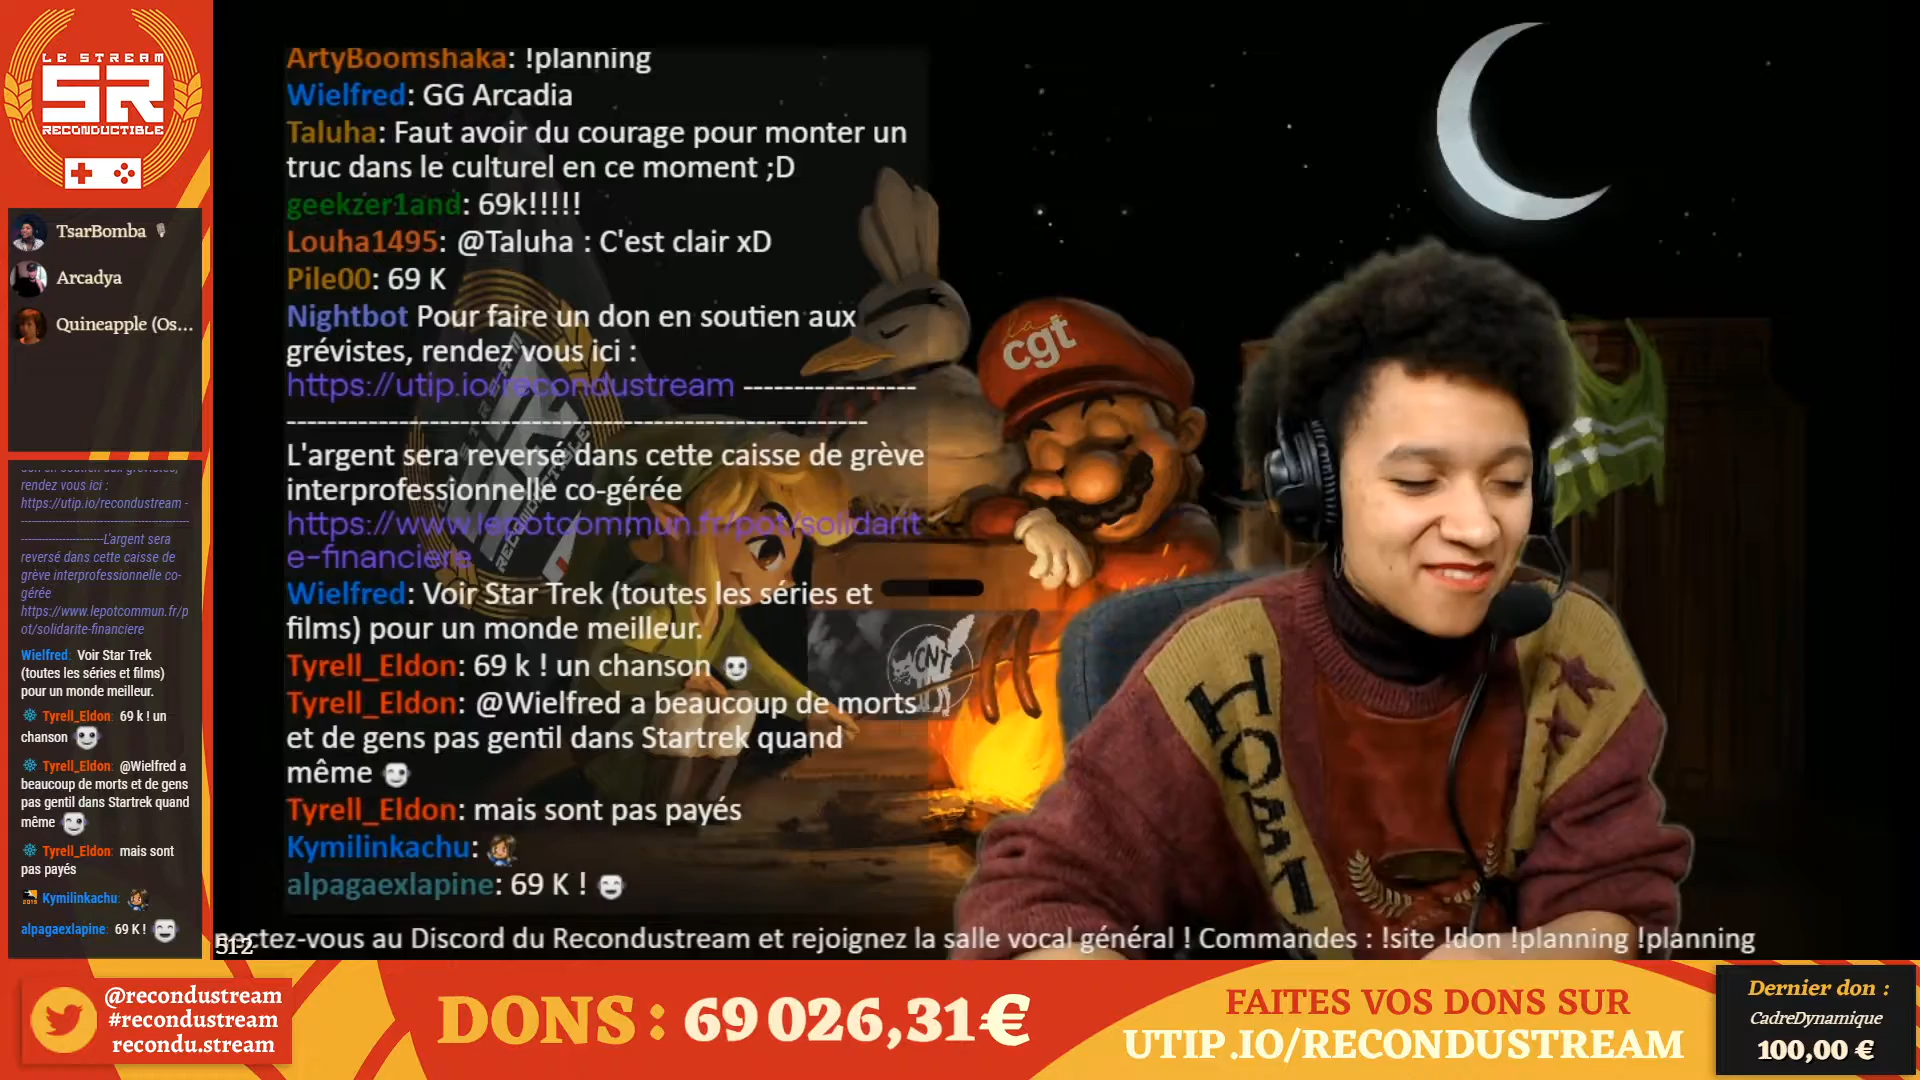 LE STREAM
SR
RECONDUCTIBLE
TsarBomba
Arcadya
Quineapple (Os...
rendez vous ici :
https://utip.io/recondustream -
----------------------L'argent sera
reversé dans cette caisse de
grève interprofessionnelle co-
gérée
https://www.lepotcommun.fr/p
ot/solidarite-financiere
Wielfred: Voir Star Trek
(toutes les séries et films)
pour un monde meilleur.
Tyrell_Eldon: 69 k ! un
chanson
Tyrell_Eldon: @Wielfred a
beaucoup de morts et de gens
pas gentil dans Startrek quand
même
Tyrell_Eldon: mais sont
pas payés
Kymilinkachu:
alpagaexlapine: 69 K !
ArtyBoomshaka: !planning
Wielfred: GG Arcadia
Taluha: Faut avoir du courage pour monter un
truc dans le culturel en ce moment ;D
geekzer1and: 69k!!!!!
Louha1495: @Taluha : C'est clair xD
Pile00: 69 K
Nightbot Pour faire un don en soutien aux
grévistes, rendez vous ici :
https://utip.io/recondustream -----------------
---------------------------------------------------------
L'argent sera reversé dans cette caisse de grève
interprofessionnelle co-gérée
https://www.lepotcommun.fr/pot/solidarit
e-financiere
Wielfred: Voir Star Trek (toutes les séries et
films) pour un monde meilleur.
Tyrell_Eldon: 69 k ! un chanson
Tyrell_Eldon: @Wielfred a beaucoup de morts
et de gens pas gentil dans Startrek quand
même
Tyrell_Eldon: mais sont pas payés
Kymilinkachu:
alpagaexlapine: 69 K !
la
cgt
CNT
512
nectez-vous au Discord du Recondustream et rejoignez la salle vocal général ! Commandes : !site !don !planning !planning
@recondustream
#recondustream
recondu.stream
DONS : 69 026,31€
FAITES VOS DONS SUR
UTIP.IO/RECONDUSTREAM
Dernier don :
CadreDynamique
100,00 €